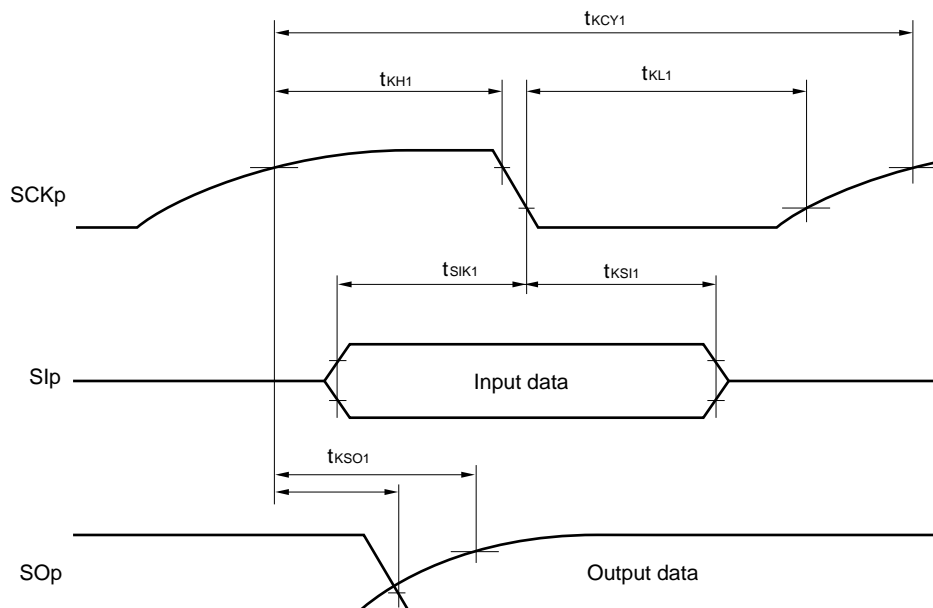 tKCY1
tKH1
tKL1
SCKp
tSIK1
tKSI1
SIp
Input data
tKSO1
SOp
Output data